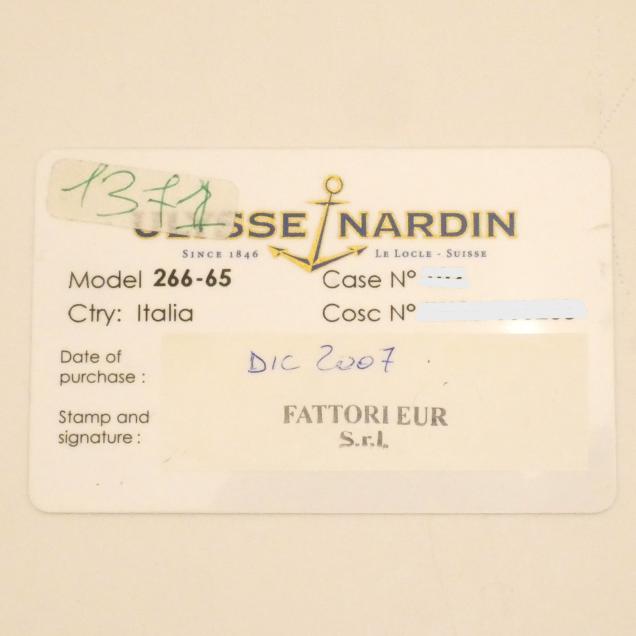 ULYSSE NARDIN
SINCE 1846 LE LOCLE - SUISSE
Model 266-65 Case N°
Ctry: Italia Cosc N°
Date of purchase : DIC 2007
Stamp and signature : FATTORI EUR
S.r.l.